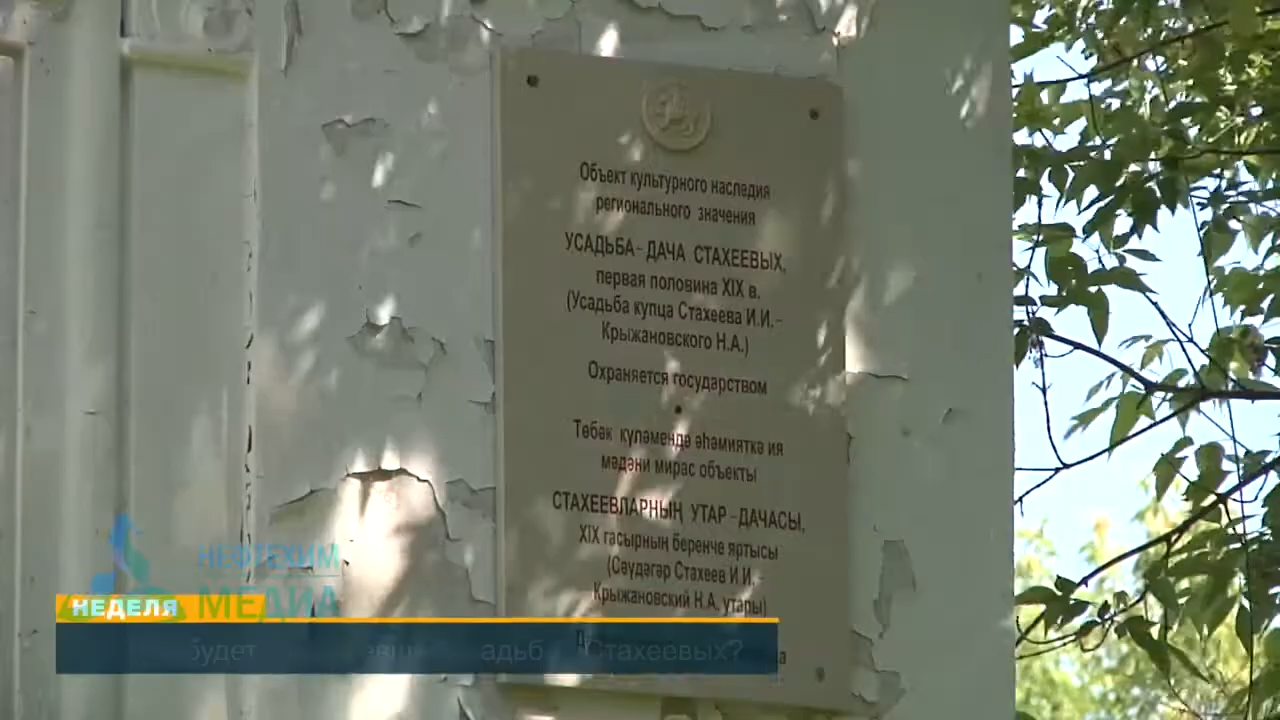 Объект культурного наследия
регионального значения
УСАДЬБА - ДАЧА СТАХЕЕВЫХ,
первая половина XIX в.
(Усадьба купца Стахеева И.И. -
Крыжановского Н.А.)
Охраняется государством
Төбәк күләмендә әһәмияткә ия
мәдәни мирас объекты
СТАХЕЕВЛАРНЫҢ УТАР - ДАЧАСЫ,
XIX гасырның беренче яртысы
(Сәүдәгәр Стахеев И.И.
Крыжановский Н.А. утары)
НЕФТЕХИМ
МЕДИА
НЕДЕЛЯ
будет Стахеевых?